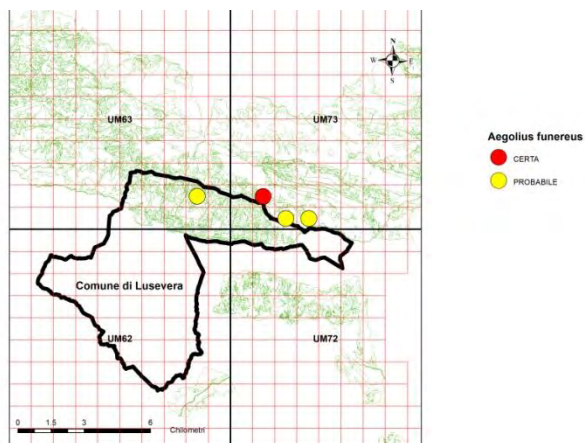 N
W E
S
UM63
UM73
Aegolius funereus
CERTA
PROBABILE
Comune di Lusevera
UM62
UM72
0 1.5 3 6
Chilometri